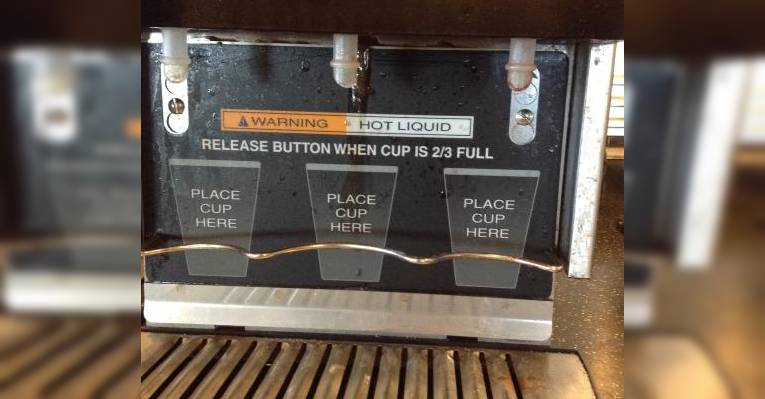 WARNING HOT LIQUID
RELEASE BUTTON WHEN CUP IS 2/3 FULL
PLACE
CUP
HERE
PLACE
CUP
HERE
PLACE
CUP
HERE